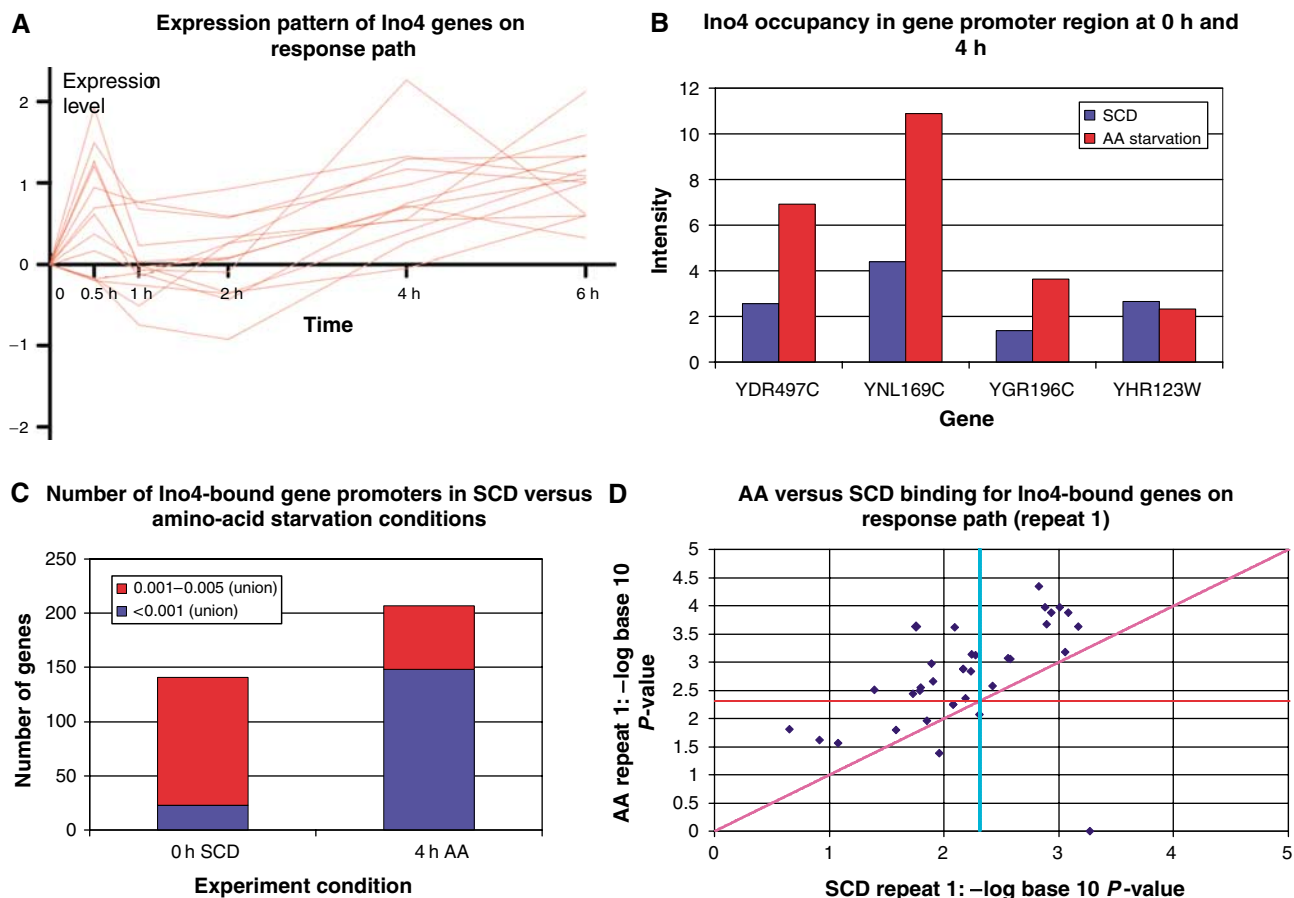 A
Expression pattern of Ino4 genes on
response path
Expression
level
2
1
0
−1
−2
0
0.5 h
1 h
2 h
4 h
6 h
Time
B
Ino4 occupancy in gene promoter region at 0 h and
4 h
12
10
8
6
4
2
0
Intensity
SCD
AA starvation
YDR497C
YNL169C
YGR196C
YHR123W
Gene
C
Number of Ino4-bound gene promoters in SCD versus
amino-acid starvation conditions
250
200
150
100
50
0
Number of genes
0.001−0.005 (union)
<0.001 (union)
0 h SCD
4 h AA
Experiment condition
D
AA versus SCD binding for Ino4-bound genes on
response path (repeat 1)
AA repeat 1: −log base 10
P-value
5
4.5
4
3.5
3
2.5
2
1.5
1
0.5
0
0
1
2
3
4
5
SCD repeat 1: −log base 10 P-value